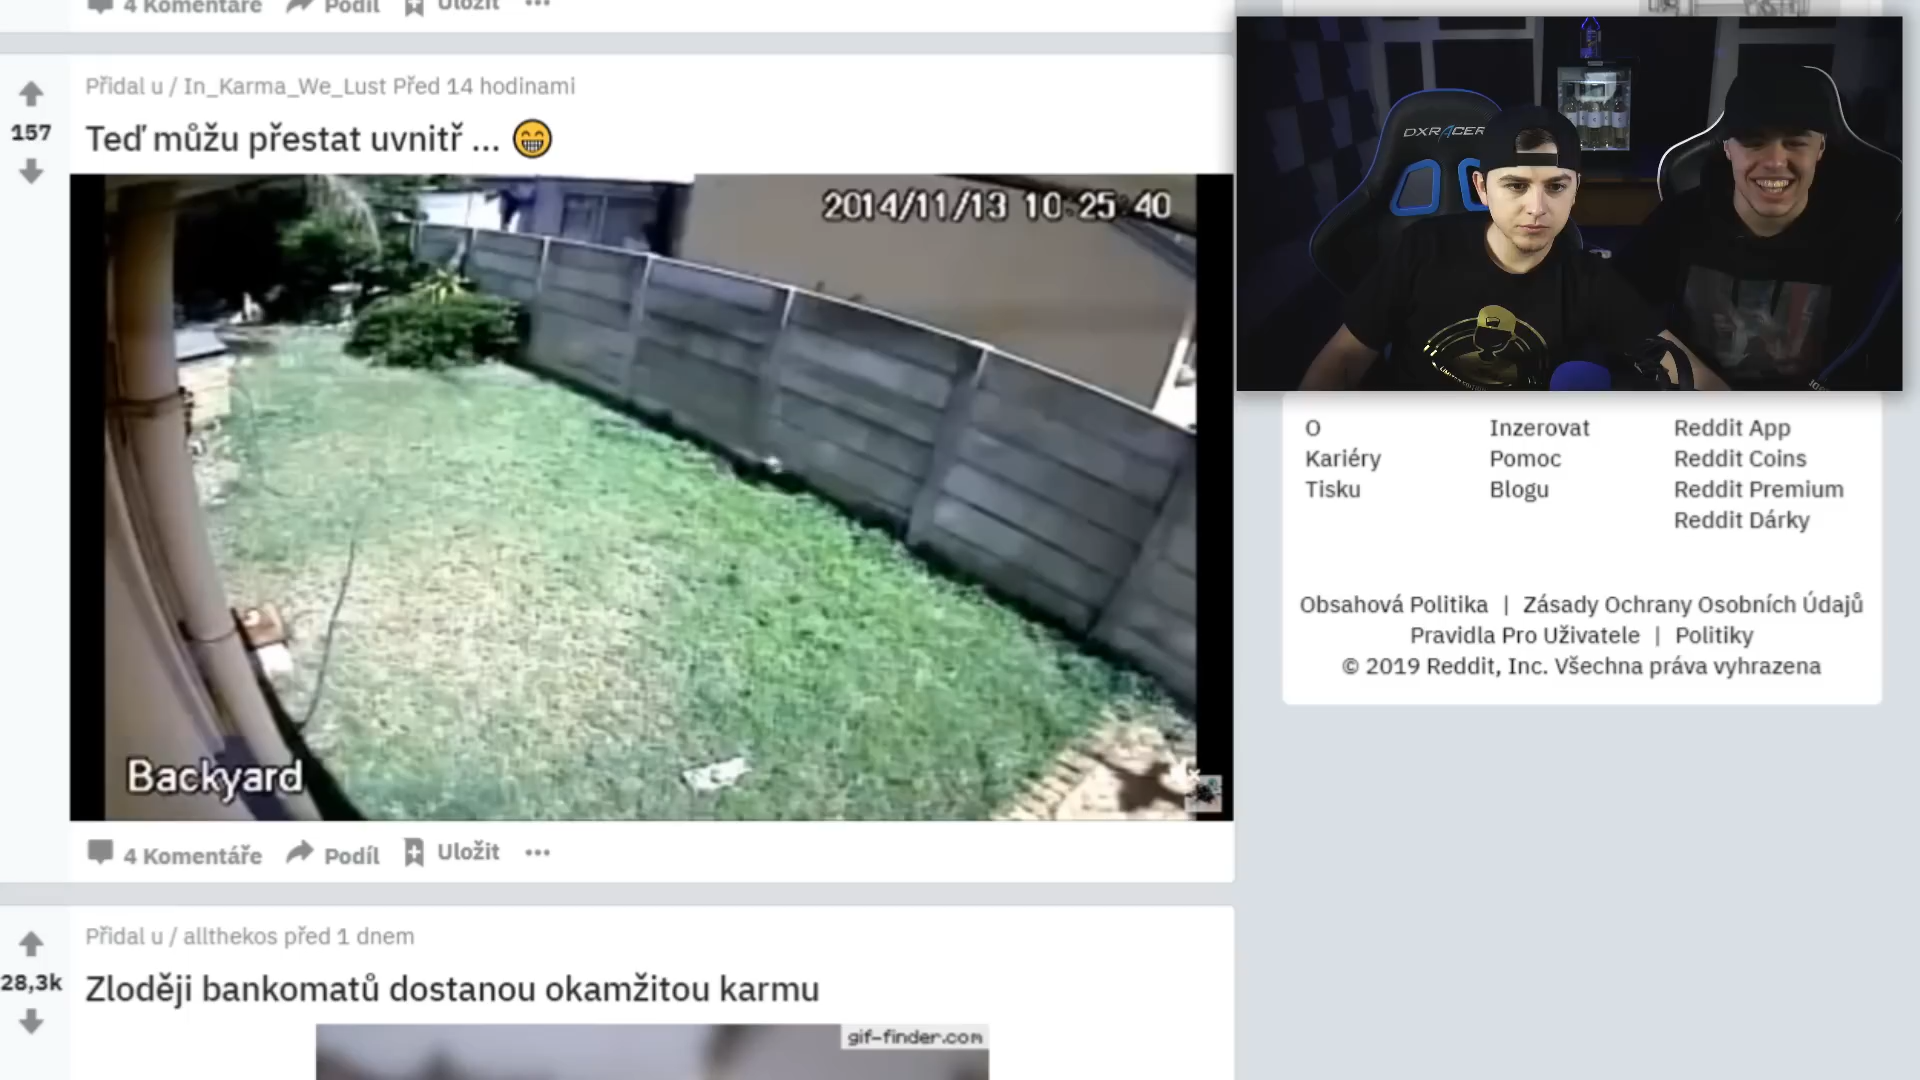 4 Komentáře Podíl Uložit
Přidal u / In_Karma_We_Lust Před 14 hodinami
157
Teď můžu přestat uvnitř ... 😁
2014/11/13 10:25:40
DXRACER
Backyard
4 Komentáře Podíl Uložit
Přidal u / allthekos před 1 dnem
28,3k
Zloději bankomatů dostanou okamžitou karmu
gif-finder.com
O Inzerovat Reddit App
Kariéry Pomoc Reddit Coins
Tisku Blogu Reddit Premium
Reddit Dárky
Obsahová Politika | Zásady Ochrany Osobních Údajů
Pravidla Pro Uživatele | Politiky
© 2019 Reddit, Inc. Všechna práva vyhrazena